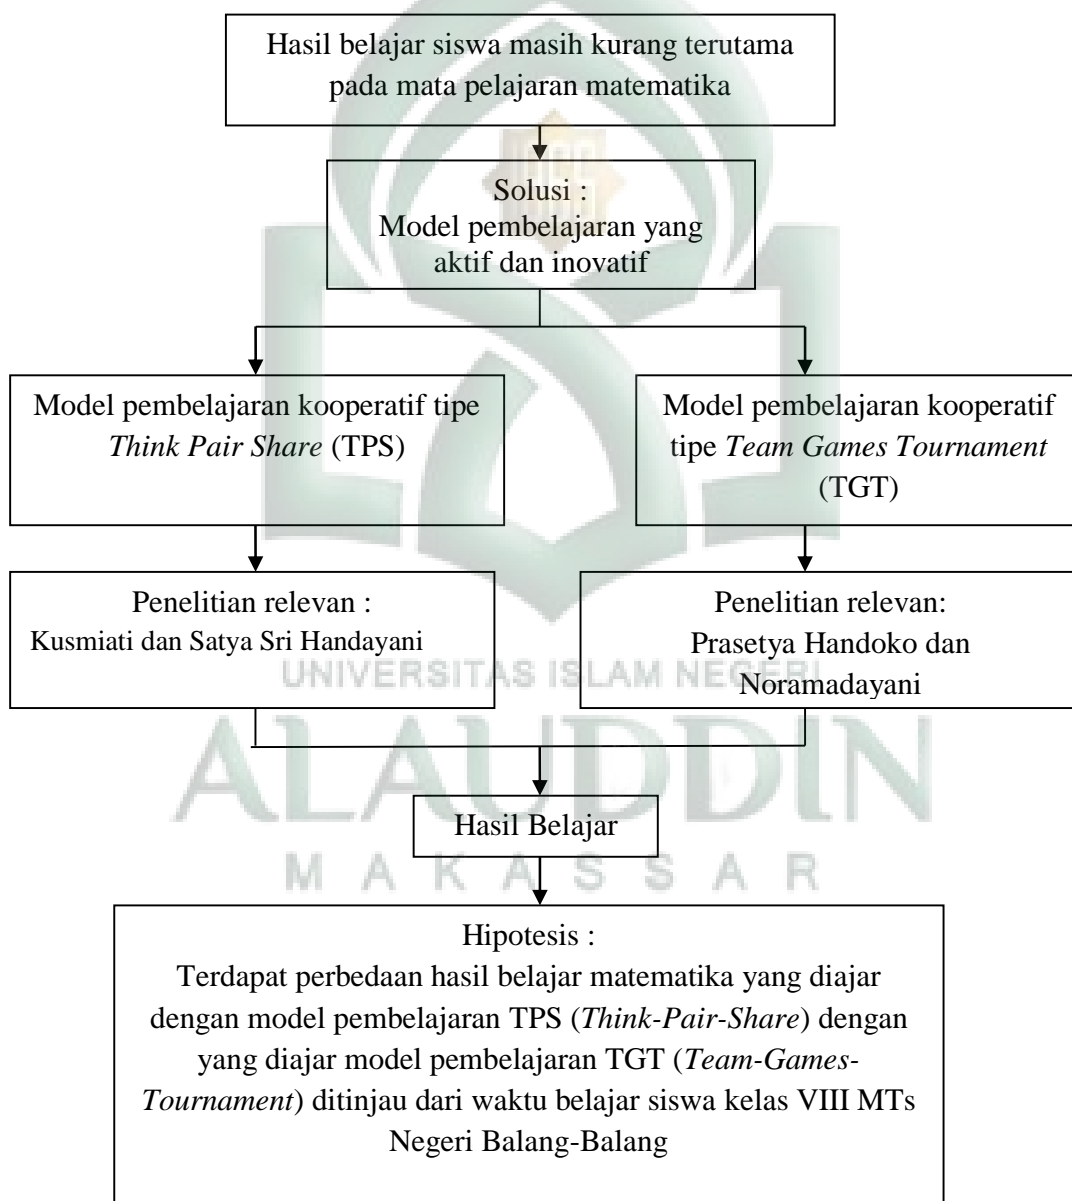 Hasil belajar siswa masih kurang terutama
pada mata pelajaran matematika
Solusi :
Model pembelajaran yang
aktif dan inovatif
Model pembelajaran kooperatif tipe
Think Pair Share (TPS)
Model pembelajaran kooperatif
tipe Team Games Tournament
(TGT)
Penelitian relevan :
Kusmiati dan Satya Sri Handayani
Penelitian relevan:
Prasetya Handoko dan
Noramadayani
UNIVERSITAS ISLAM NEGERI
ALAUDDIN
MAKASSAR
Hasil Belajar
Hipotesis :
Terdapat perbedaan hasil belajar matematika yang diajar
dengan model pembelajaran TPS (Think-Pair-Share) dengan
yang diajar model pembelajaran TGT (Team-Games-
Tournament) ditinjau dari waktu belajar siswa kelas VIII MTs
Negeri Balang-Balang